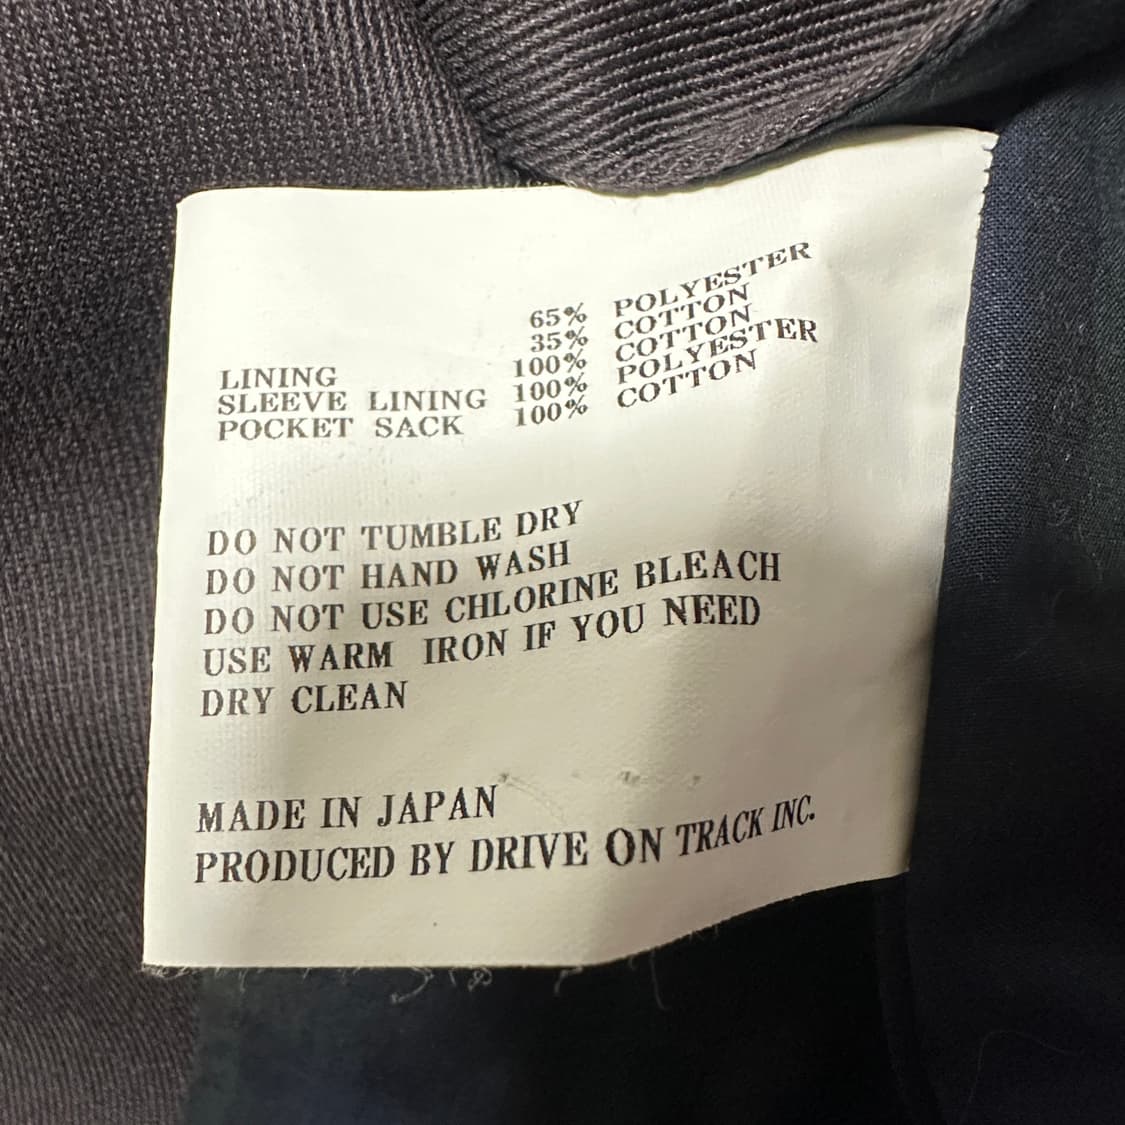 65% POLYESTER
35% COTTON
LINING 100% COTTON
SLEEVE LINING 100% POLYESTER
POCKET SACK 100% COTTON
DO NOT TUMBLE DRY
DO NOT HAND WASH
DO NOT USE CHLORINE BLEACH
USE WARM IRON IF YOU NEED
DRY CLEAN
MADE IN JAPAN
PRODUCED BY DRIVE ON TRACK INC.